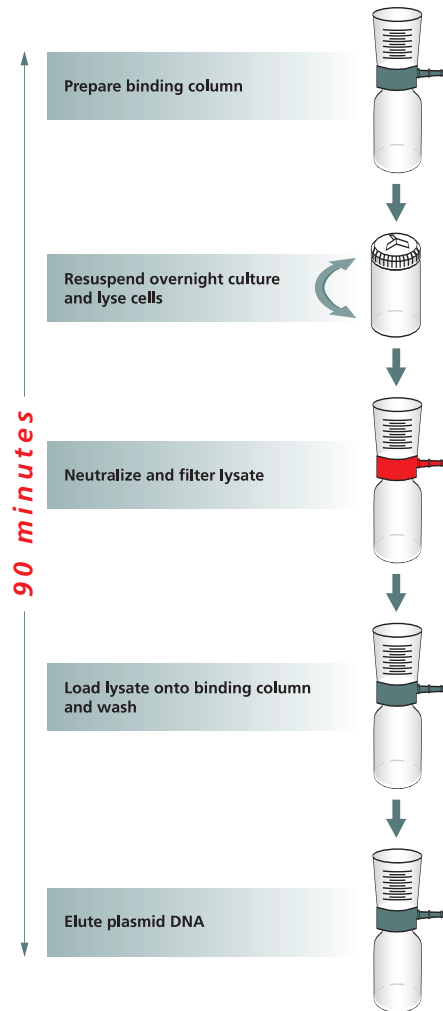 Prepare binding column
Resuspend overnight culture
and lyse cells
90 minutes
Neutralize and filter lysate
Load lysate onto binding column
and wash
Elute plasmid DNA